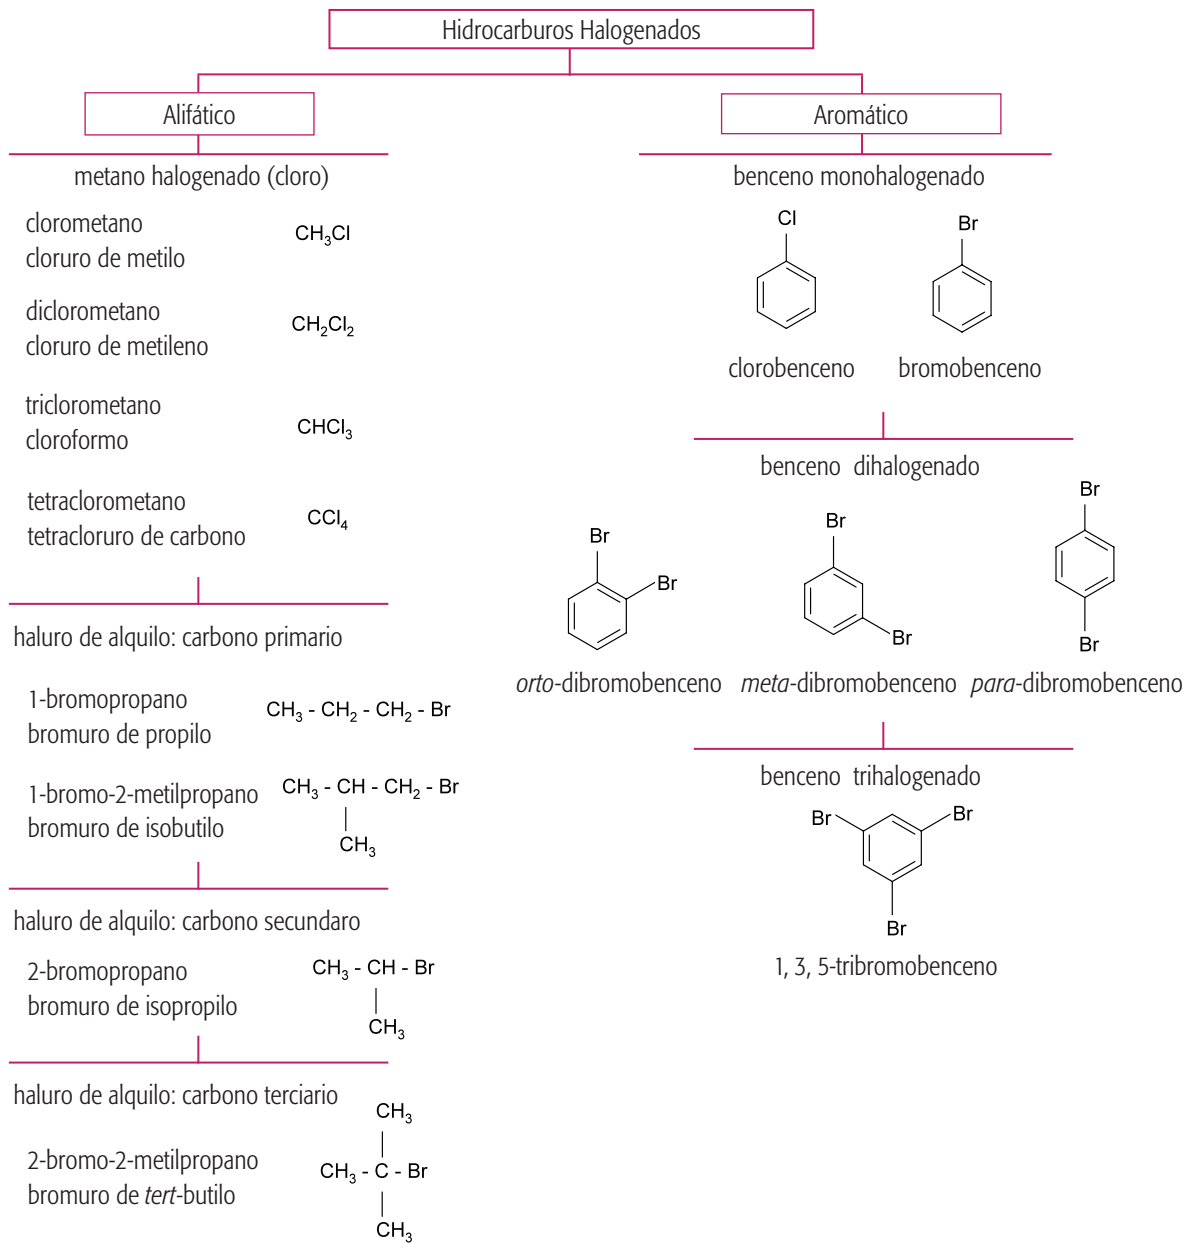 Hidrocarburos Halogenados
Alifático
metano halogenado (cloro)
clorometano
cloruro de metilo
CH₃Cl
diclorometano
cloruro de metileno
CH₂Cl₂
triclorometano
cloroformo
CHCl₃
tetraclorometano
tetracloruro de carbono
CCl₄
haluro de alquilo: carbono primario
1-bromopropano
bromuro de propilo
CH₃ - CH₂ - CH₂ - Br
1-bromo-2-metilpropano
bromuro de isobutilo
CH₃ - CH - CH₂ - Br
CH₃
haluro de alquilo: carbono secundaro
2-bromopropano
bromuro de isopropilo
CH₃ - CH - Br
CH₃
haluro de alquilo: carbono terciario
2-bromo-2-metilpropano
bromuro de tert-butilo
CH₃
CH₃ - C - Br
CH₃
Aromático
benceno monohalogenado
Cl
Br
clorobenceno
bromobenceno
benceno dihalogenado
Br
Br
orto-dibromobenceno
Br
Br
meta-dibromobenceno
Br
Br
para-dibromobenceno
benceno trihalogenado
Br
Br
Br
1, 3, 5-tribromobenceno